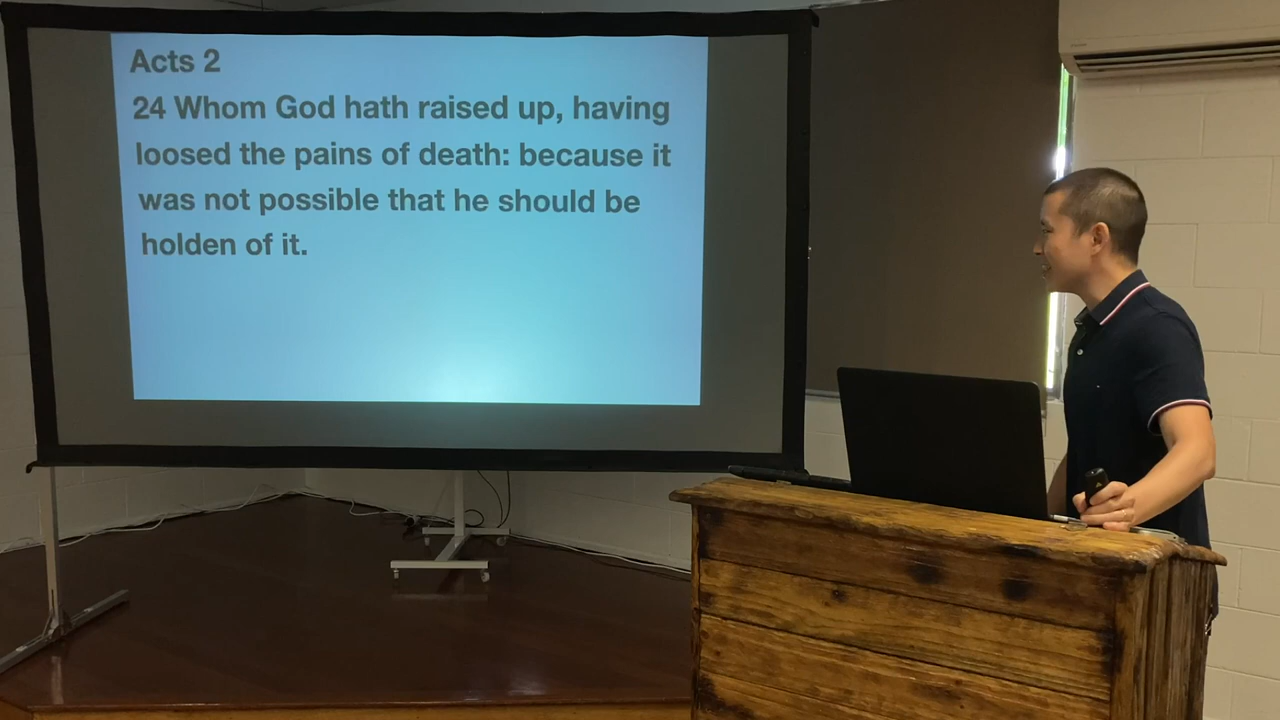 Acts 2
24 Whom God hath raised up, having
loosed the pains of death: because it
was not possible that he should be
holden of it.